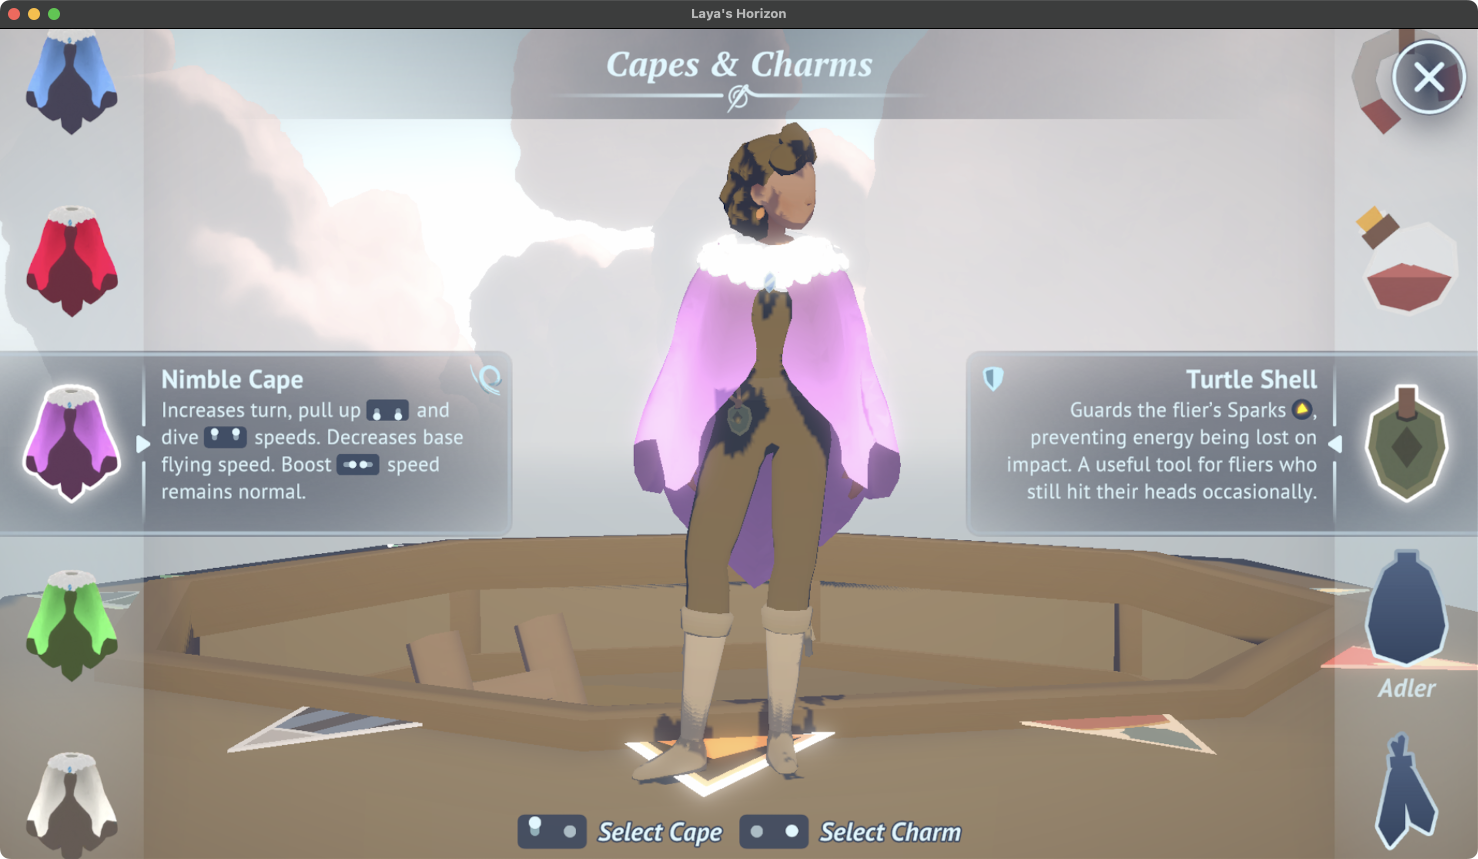 Laya's Horizon
Capes & Charms
Nimble Cape
Increases turn, pull up and
dive speeds. Decreases base
flying speed. Boost speed
remains normal.
Turtle Shell
Guards the flier's Sparks ,
preventing energy being lost on
impact. A useful tool for fliers who
still hit their heads occasionally.
Adler
Select Cape
Select Charm